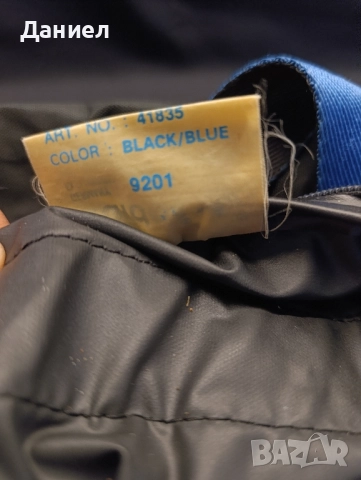 Даниел
ART. NO. : 41835
COLOR : BLACK/BLUE
9201
BAZAR